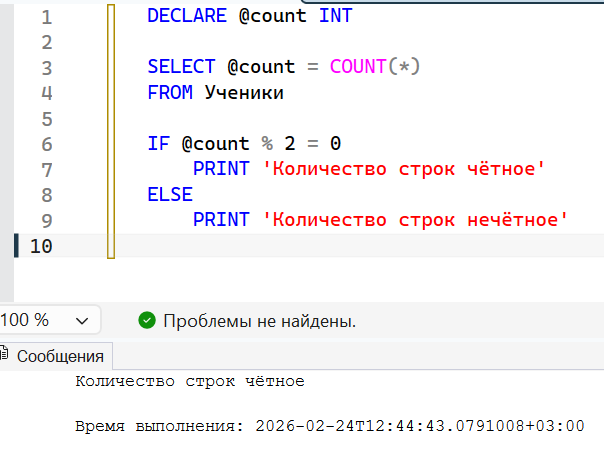 1 DECLARE @count INT
2
3 SELECT @count = COUNT(*)
4 FROM Ученики
5
6 IF @count % 2 = 0
7 PRINT 'Количество строк чётное'
8 ELSE
9 PRINT 'Количество строк нечётное'
10
100 % Проблемы не найдены.
Сообщения
Количество строк чётное
Время выполнения: 2026-02-24T12:44:43.0791008+03:00